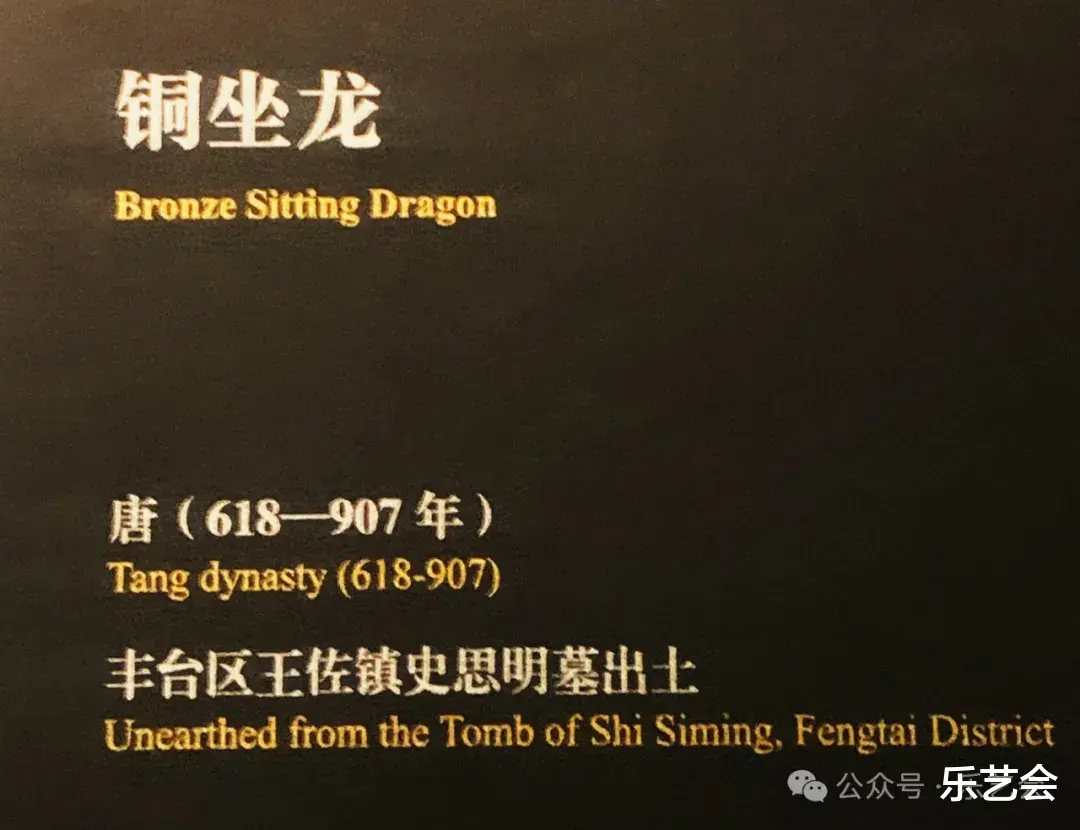 铜坐龙
Bronze Sitting Dragon
唐（618—907 年）
Tang dynasty (618-907)
丰台区王佐镇史思明墓出土
Unearthed from the Tomb of Shi Siming, Fengtai District
公众号 · 乐艺会